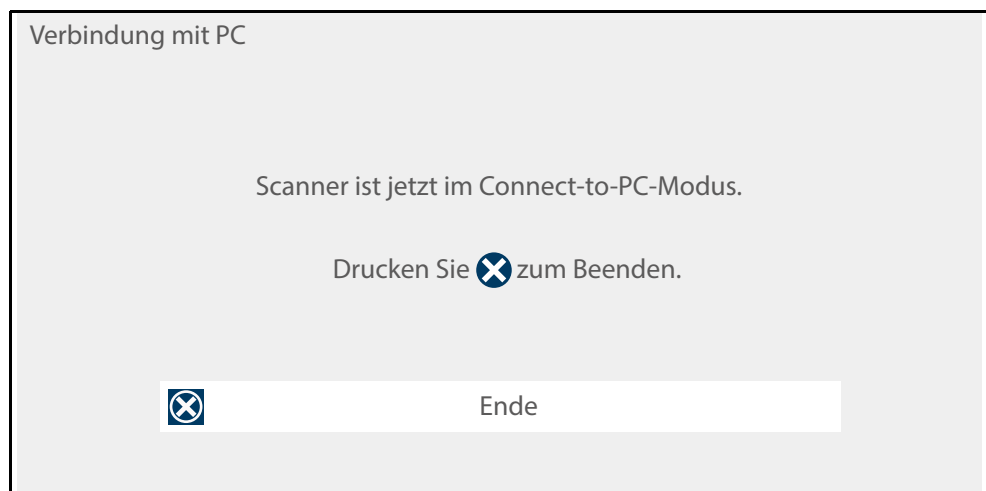 Verbindung mit PC
Scanner ist jetzt im Connect-to-PC-Modus.
Drucken Sie zum Beenden.
Ende